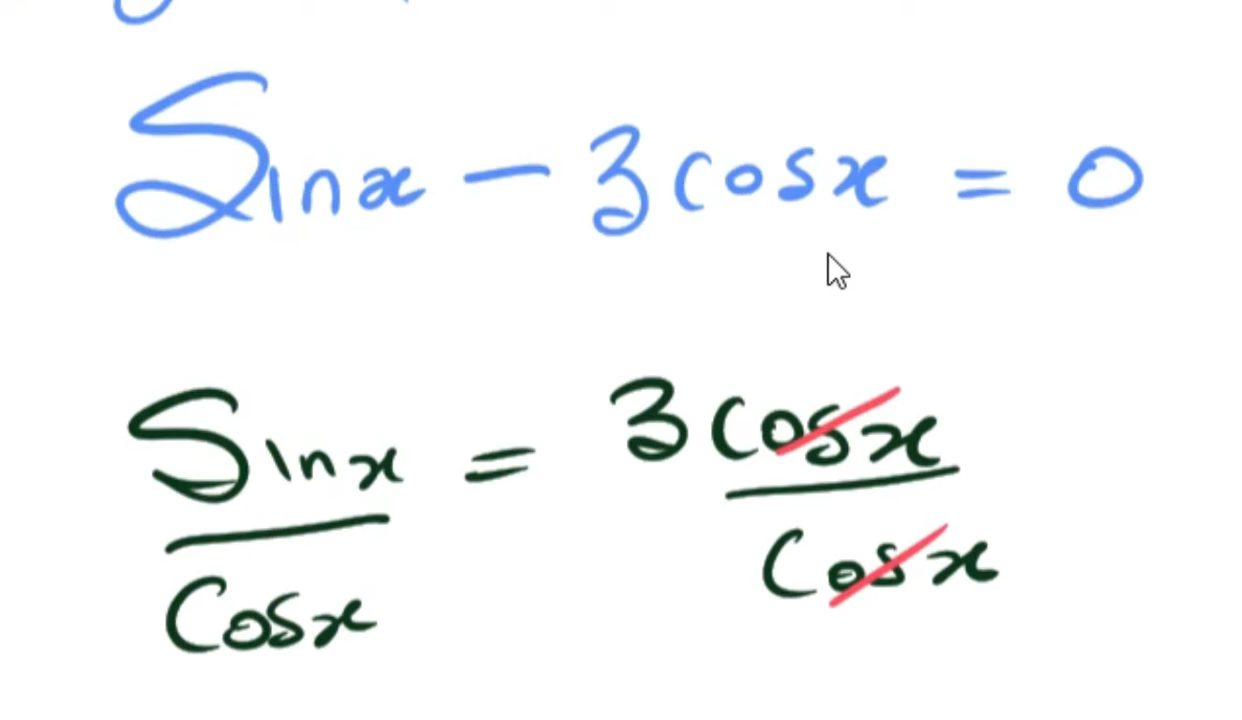 Sinx - 3cosx = 0
Sinx = 3cosx
Cosx cosx